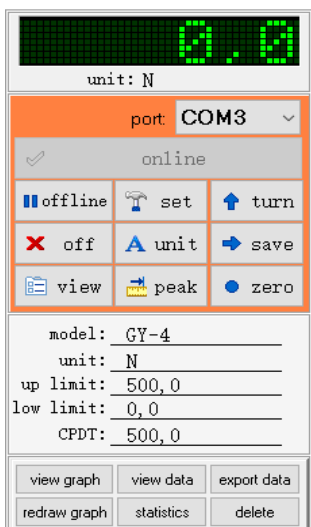 0.0
unit: N
port: COM3
online
offline set turn
off A unit save
view peak zero
model: GY-4
unit: N
up limit: 500,0
low limit: 0,0
CPDT: 500,0
view graph view data export data
redraw graph statistics delete